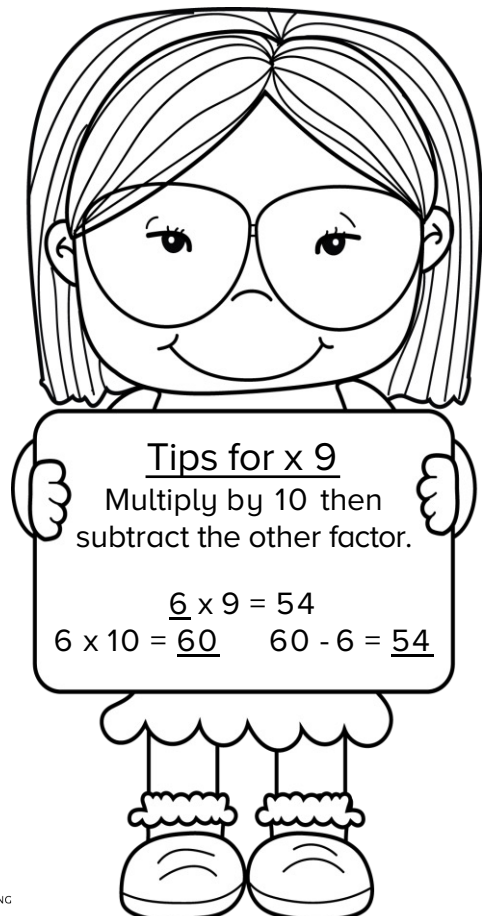 Tips for x 9
Multiply by 10 then
subtract the other factor.
6 x 9 = 54
6 x 10 = 60 60 - 6 = 54
NG